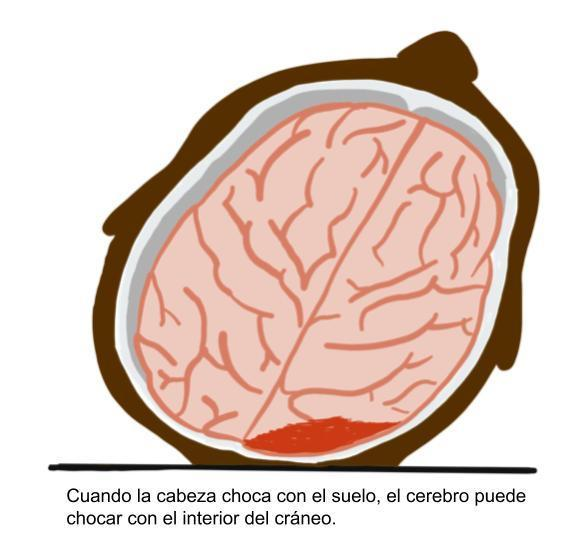 Cuando la cabeza choca con el suelo, el cerebro puede
chocar con el interior del cráneo.